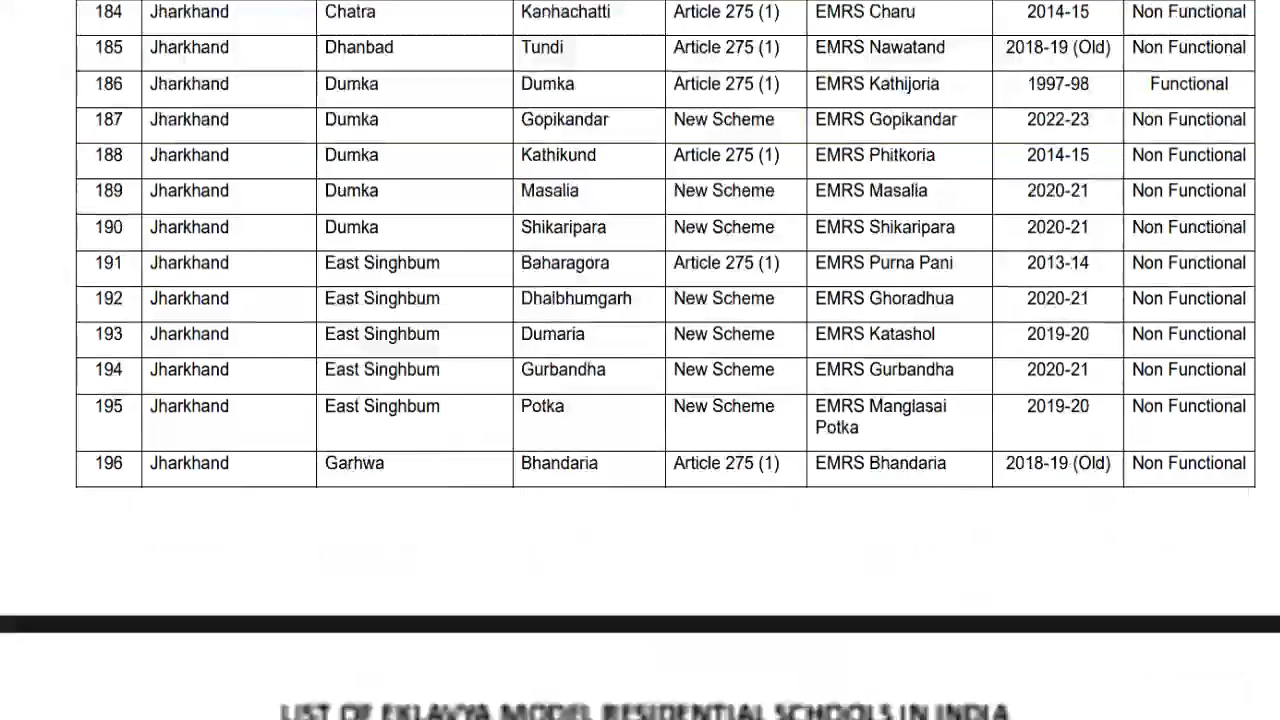 184 Jharkhand Chatra Kanhachatti Article 275 (1) EMRS Charu 2014-15 Non Functional
185 Jharkhand Dhanbad Tundi Article 275 (1) EMRS Nawatand 2018-19 (Old) Non Functional
186 Jharkhand Dumka Dumka Article 275 (1) EMRS Kathijoria 1997-98 Functional
187 Jharkhand Dumka Gopikandar New Scheme EMRS Gopikandar 2022-23 Non Functional
188 Jharkhand Dumka Kathikund Article 275 (1) EMRS Phitkoria 2014-15 Non Functional
189 Jharkhand Dumka Masalia New Scheme EMRS Masalia 2020-21 Non Functional
190 Jharkhand Dumka Shikaripara New Scheme EMRS Shikaripara 2020-21 Non Functional
191 Jharkhand East Singhbum Baharagora Article 275 (1) EMRS Purna Pani 2013-14 Non Functional
192 Jharkhand East Singhbum Dhalbhumgarh New Scheme EMRS Ghoradhua 2020-21 Non Functional
193 Jharkhand East Singhbum Dumaria New Scheme EMRS Katashol 2019-20 Non Functional
194 Jharkhand East Singhbum Gurbandha New Scheme EMRS Gurbandha 2020-21 Non Functional
195 Jharkhand East Singhbum Potka New Scheme EMRS Manglasai 2019-20 Non Functional
Potka
196 Jharkhand Garhwa Bhandaria Article 275 (1) EMRS Bhandaria 2018-19 (Old) Non Functional
LIST OF EKLAVYA MODEL RESIDENTIAL SCHOOLS IN INDIA